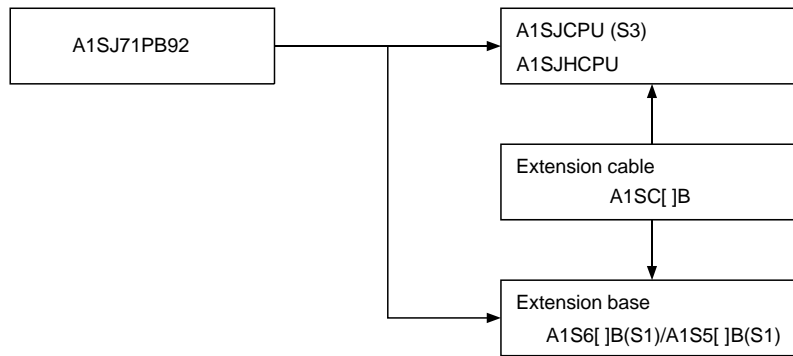 A1SJ71PB92
A1SJCPU (S3)
A1SJHCPU
Extension cable
A1SC[ ]B
Extension base
A1S6[ ]B(S1)/A1S5[ ]B(S1)